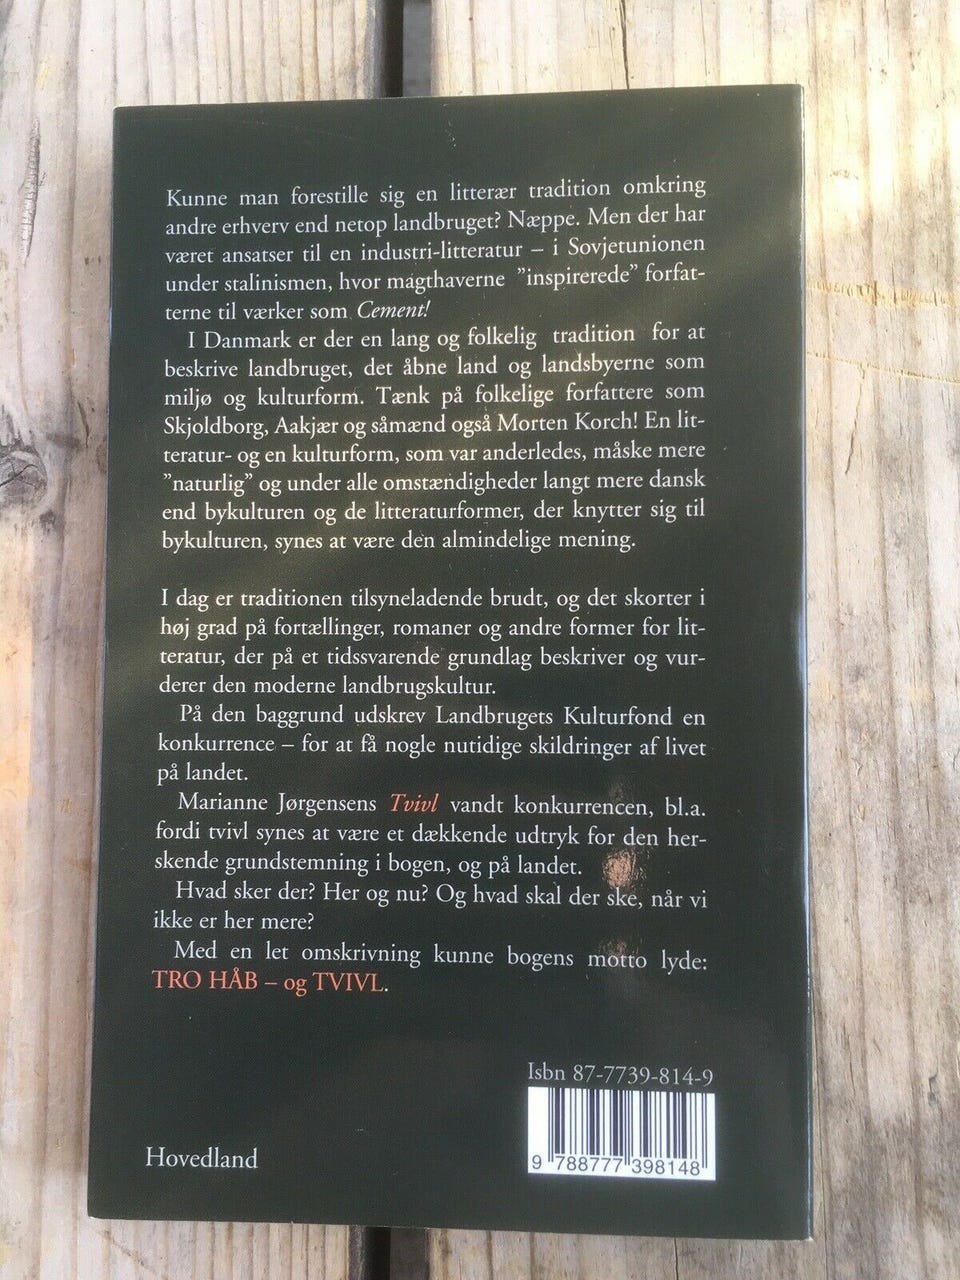 Kunne man forestille sig en litterær tradition omkring
andre erhverv end netop landbruget? Næppe. Men der har
været ansatser til en industri-litteratur – i Sovjetunionen
under stalinismen, hvor magthaverne ”inspirerede” forfat-
terne til værker som Cement!
I Danmark er der en lang og folkelig tradition for at
beskrive landbruget, det åbne land og landsbyerne som
miljø og kulturform. Tænk på folkelige forfattere som
Skjoldborg, Aakjær og såmænd også Morten Korch! En lit-
teratur- og en kulturform, som var anderledes, måske mere
”naturlig” og under alle omstændigheder langt mere dansk
end bykulturen og de litteraturformer, der knytter sig til
bykulturen, synes at være den almindelige mening.
I dag er traditionen tilsyneladende brudt, og det skorter i
høj grad på fortællinger, romaner og andre former for lit-
teratur, der på et tidssvarende grundlag beskriver og vur-
derer den moderne landbrugskultur.
På den baggrund udskrev Landbrugets Kulturfond en
konkurrence – for at få nogle nutidige skildringer af livet
på landet.
Marianne Jørgensens Tvivl vandt konkurrencen, bl.a.
fordi tvivl synes at være et dækkende udtryk for den her-
skende grundstemning i bogen, og på landet.
Hvad sker der? Her og nu? Og hvad skal der ske, når vi
ikke er her mere?
Med en let omskrivning kunne bogens motto lyde:
TRO HÅB – og TVIVL.
Isbn 87-7739-814-9
9 788777 398148
Hovedland